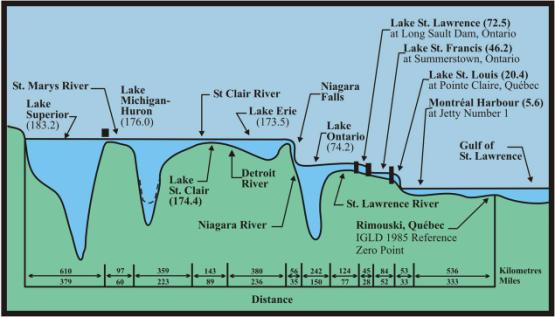 Lake St. Lawrence (72.5)
at Long Sault Dam, Ontario
Lake St. Francis (46.2)
at Summerstown, Ontario
Lake St. Louis (20.4)
at Pointe Claire, Québec
Montréal Harbour (5.6)
at Jetty Number 1
St. Marys River
Lake
Superior
(183.2)
Lake
Michigan-
Huron
(176.0)
St Clair River
Lake Erie
(173.5)
Niagara
Falls
Lake
Ontario
(74.2)
Gulf of
St. Lawrence
Lake
St. Clair
(174.4)
Detroit
River
Niagara River
St. Lawrence River
Rimouski, Québec
IGLD 1985 Reference
Zero Point
610 97 359 143 380 56 242 124 45 84 53 536 Kilometres
379 60 223 89 236 35 150 77 28 52 33 333 Miles
Distance